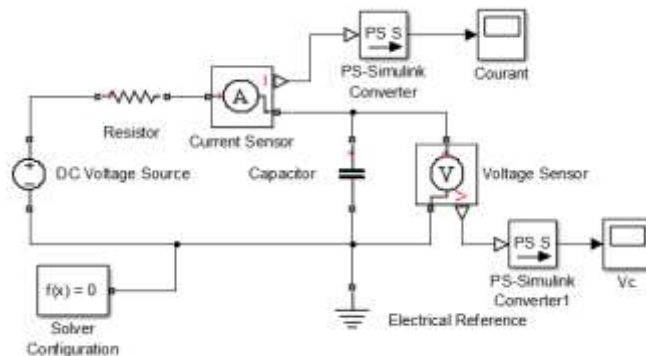 PS S
PS-Simulink
Converter
Courant
I
A
Resistor
Current Sensor
DC Voltage Source
Capacitor
V
V
Voltage Sensor
PS S
PS-Simulink
Converter1
Vc
f(x) = 0
Solver
Configuration
Electrical Reference